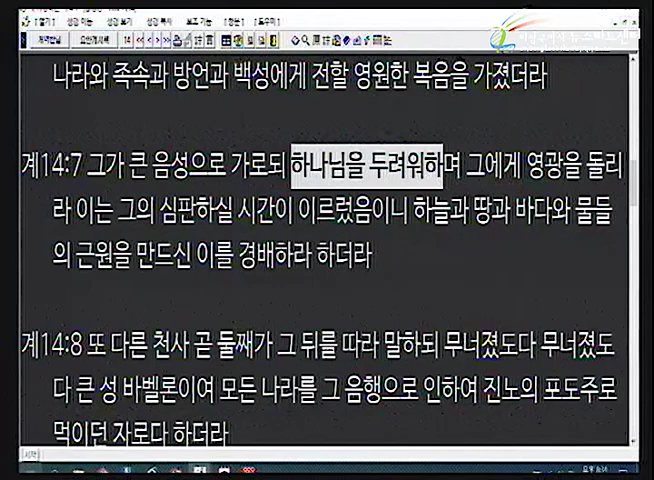 나라와 족속과 방언과 백성에게 전할 영원한 복음을 가졌더라
계14:7 그가 큰 음성으로 가로되 하나님을 두려워하며 그에게 영광을 돌리
라 이는 그의 심판하실 시간이 이르렀음이니 하늘과 땅과 바다와 물들
의 근원을 만드신 이를 경배하라 하더라
계14:8 또 다른 천사 곧 둘째가 그 뒤를 따라 말하되 무너졌도다 무너졌도
다 큰 성 바벨론이여 모든 나라를 그 음행으로 인하여 진노의 포도주로
먹이던 자로다 하더라